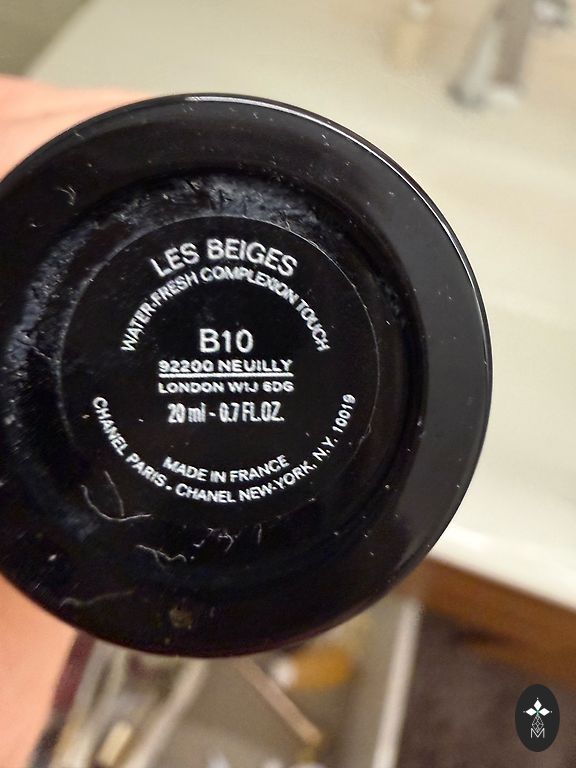 LES BEIGES
WATER-FRESH COMPLEXION TOUCH
B10
92200 NEUILLY
LONDON W1J 6DG
20 ml - 0.7 FL.OZ.
MADE IN FRANCE
CHANEL PARIS - CHANEL NEW-YORK, N.Y. 10019
M